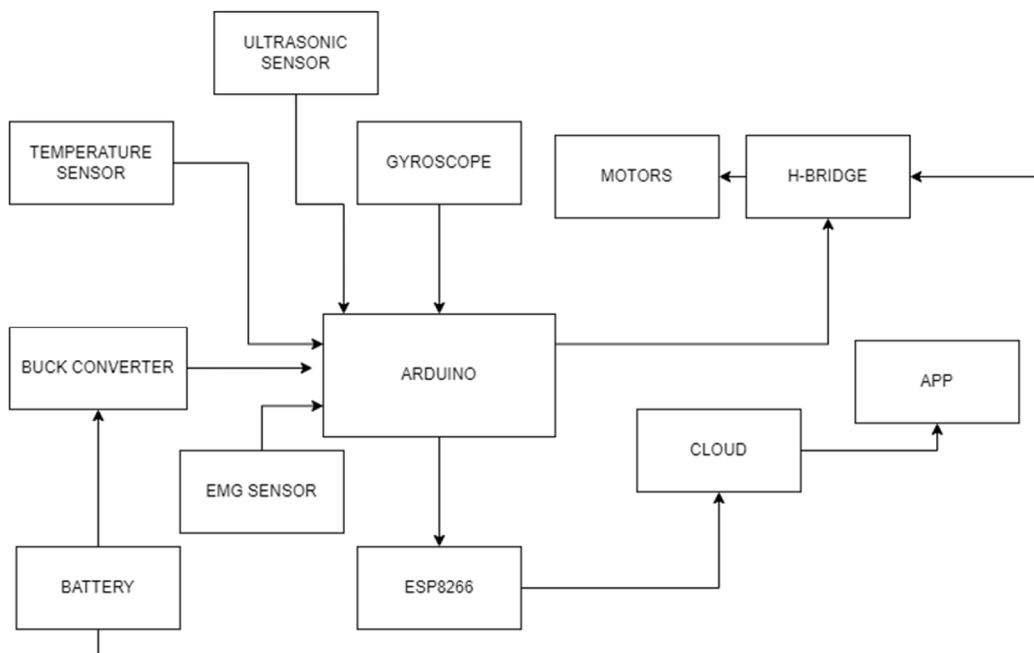 ULTRASONIC
SENSOR
TEMPERATURE
SENSOR
GYROSCOPE
MOTORS
H-BRIDGE
BUCK CONVERTER
ARDUINO
APP
EMG SENSOR
CLOUD
BATTERY
ESP8266